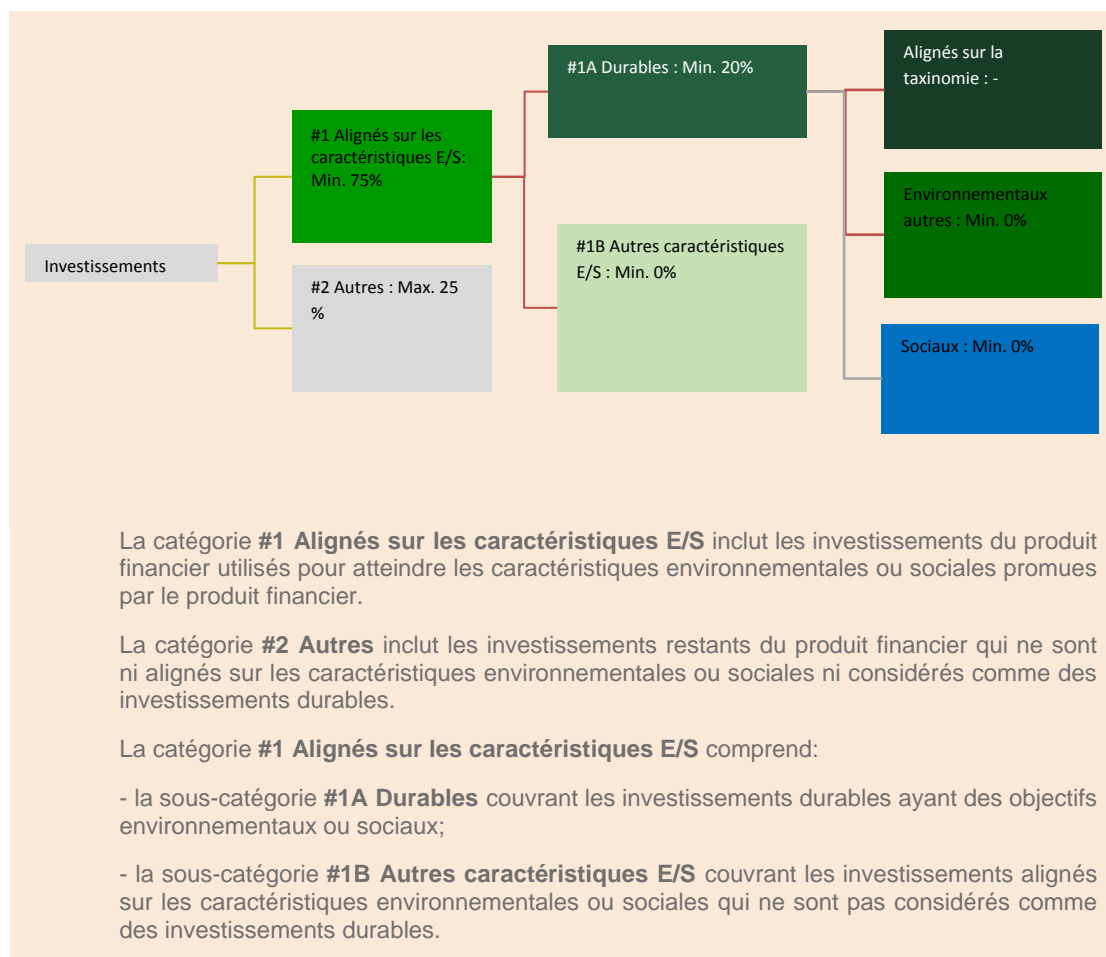 Investissements
#1 Alignés sur les
caractéristiques E/S:
Min. 75%
#2 Autres : Max. 25
%
#1A Durables : Min. 20%
#1B Autres caractéristiques
E/S : Min. 0%
Alignés sur la
taxinomie : -
Environnementaux
autres : Min. 0%
Sociaux : Min. 0%
La catégorie #1 Alignés sur les caractéristiques E/S inclut les investissements du produit
financier utilisés pour atteindre les caractéristiques environnementales ou sociales promues
par le produit financier.
La catégorie #2 Autres inclut les investissements restants du produit financier qui ne sont
ni alignés sur les caractéristiques environnementales ou sociales ni considérés comme des
investissements durables.
La catégorie #1 Alignés sur les caractéristiques E/S comprend:
- la sous-catégorie #1A Durables couvrant les investissements durables ayant des objectifs
environnementaux ou sociaux;
- la sous-catégorie #1B Autres caractéristiques E/S couvrant les investissements alignés
sur les caractéristiques environnementales ou sociales qui ne sont pas considérés comme
des investissements durables.